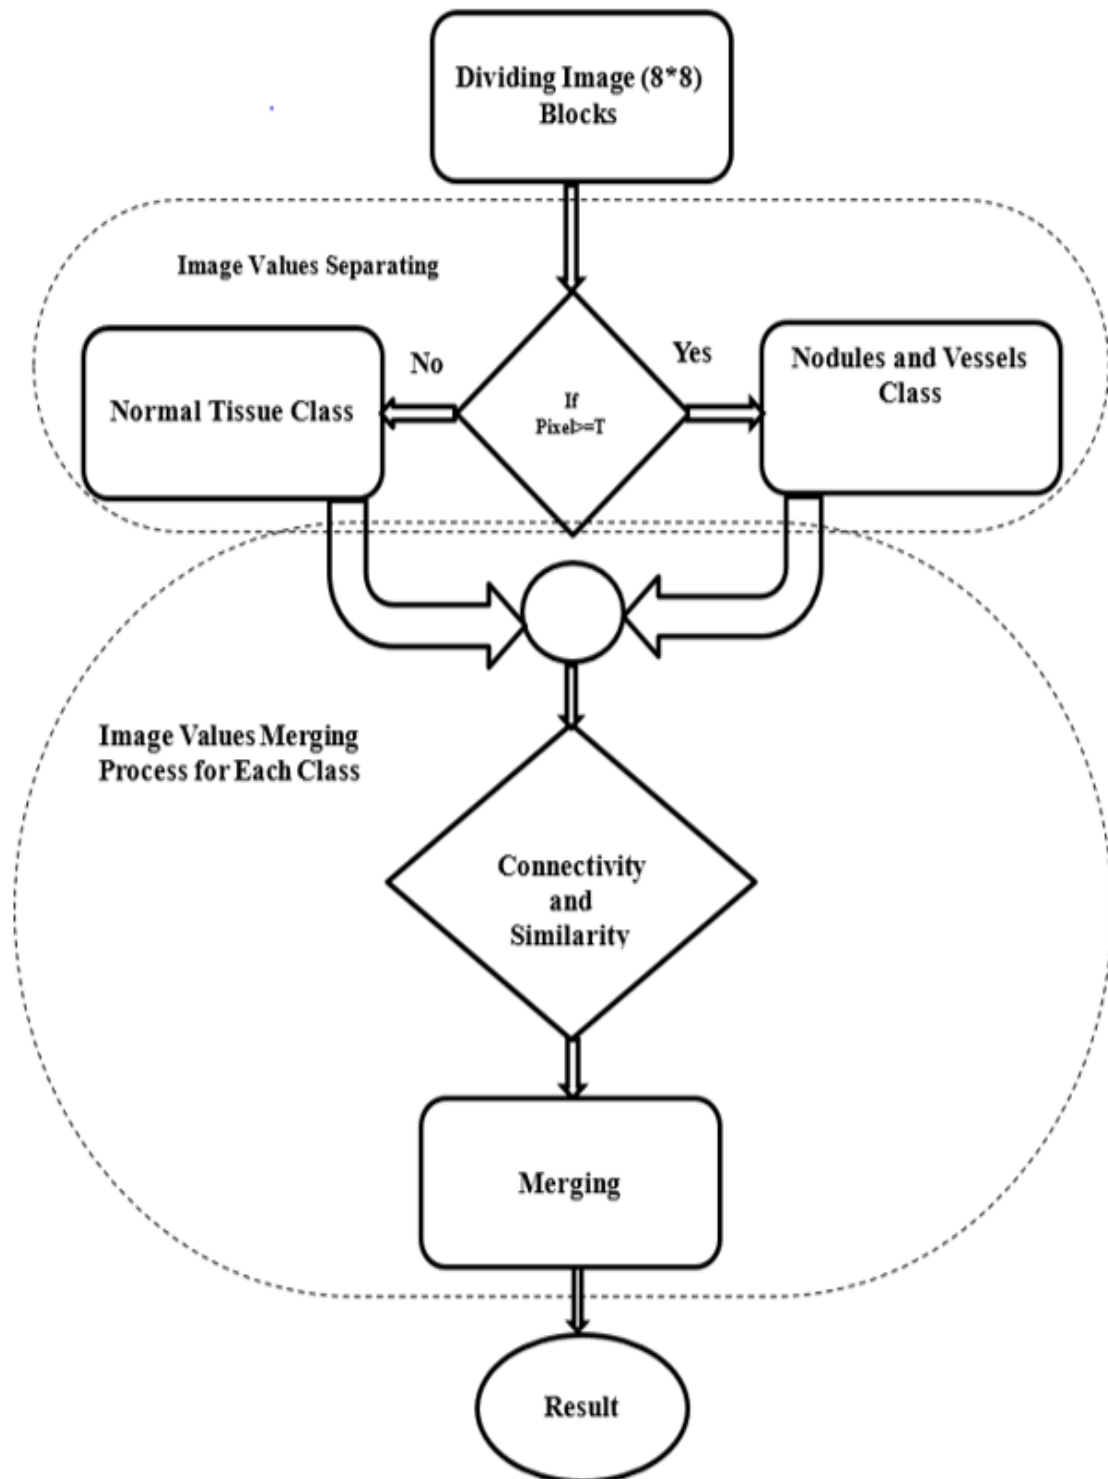 Dividing Image (8*8)
Blocks
Image Values Separating
No
Yes
Normal Tissue Class
If
Pixel>=T
Nodules and Vessels
Class
Image Values Merging
Process for Each Class
Connectivity
and
Similarity
Merging
Result